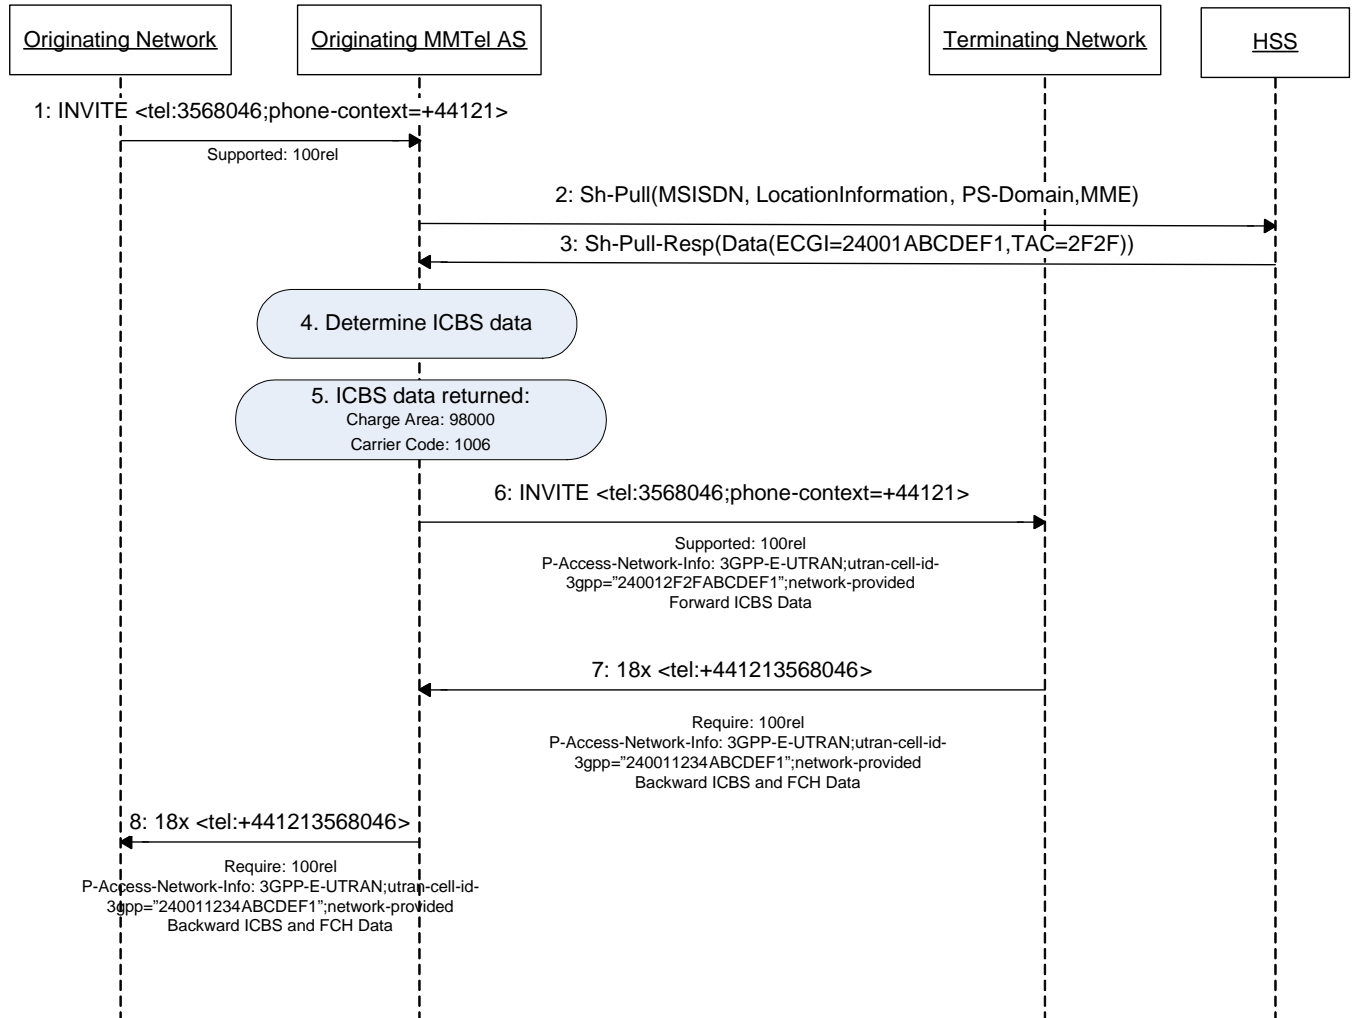 Originating Network
Originating MMTel AS
Terminating Network
HSS
1: INVITE <tel:3568046;phone-context=+44121>
Supported: 100rel
2: Sh-Pull(MSISDN, LocationInformation, PS-Domain,MME)
3: Sh-Pull-Resp(Data(ECGI=24001ABCDEF1,TAC=2F2F))
4. Determine ICBS data
5. ICBS data returned:
Charge Area: 98000
Carrier Code: 1006
6: INVITE <tel:3568046;phone-context=+44121>
Supported: 100rel
P-Access-Network-Info: 3GPP-E-UTRAN;utran-cell-id-
3gpp=”240012F2FABCDEF1”;network-provided
Forward ICBS Data
7: 18x <tel:+441213568046>
Require: 100rel
P-Access-Network-Info: 3GPP-E-UTRAN;utran-cell-id-
3gpp=”240011234ABCDEF1”;network-provided
Backward ICBS and FCH Data
8: 18x <tel:+441213568046>
Require: 100rel
P-Access-Network-Info: 3GPP-E-UTRAN;utran-cell-id-
3gpp=”240011234ABCDEF1”;network-provided
Backward ICBS and FCH Data